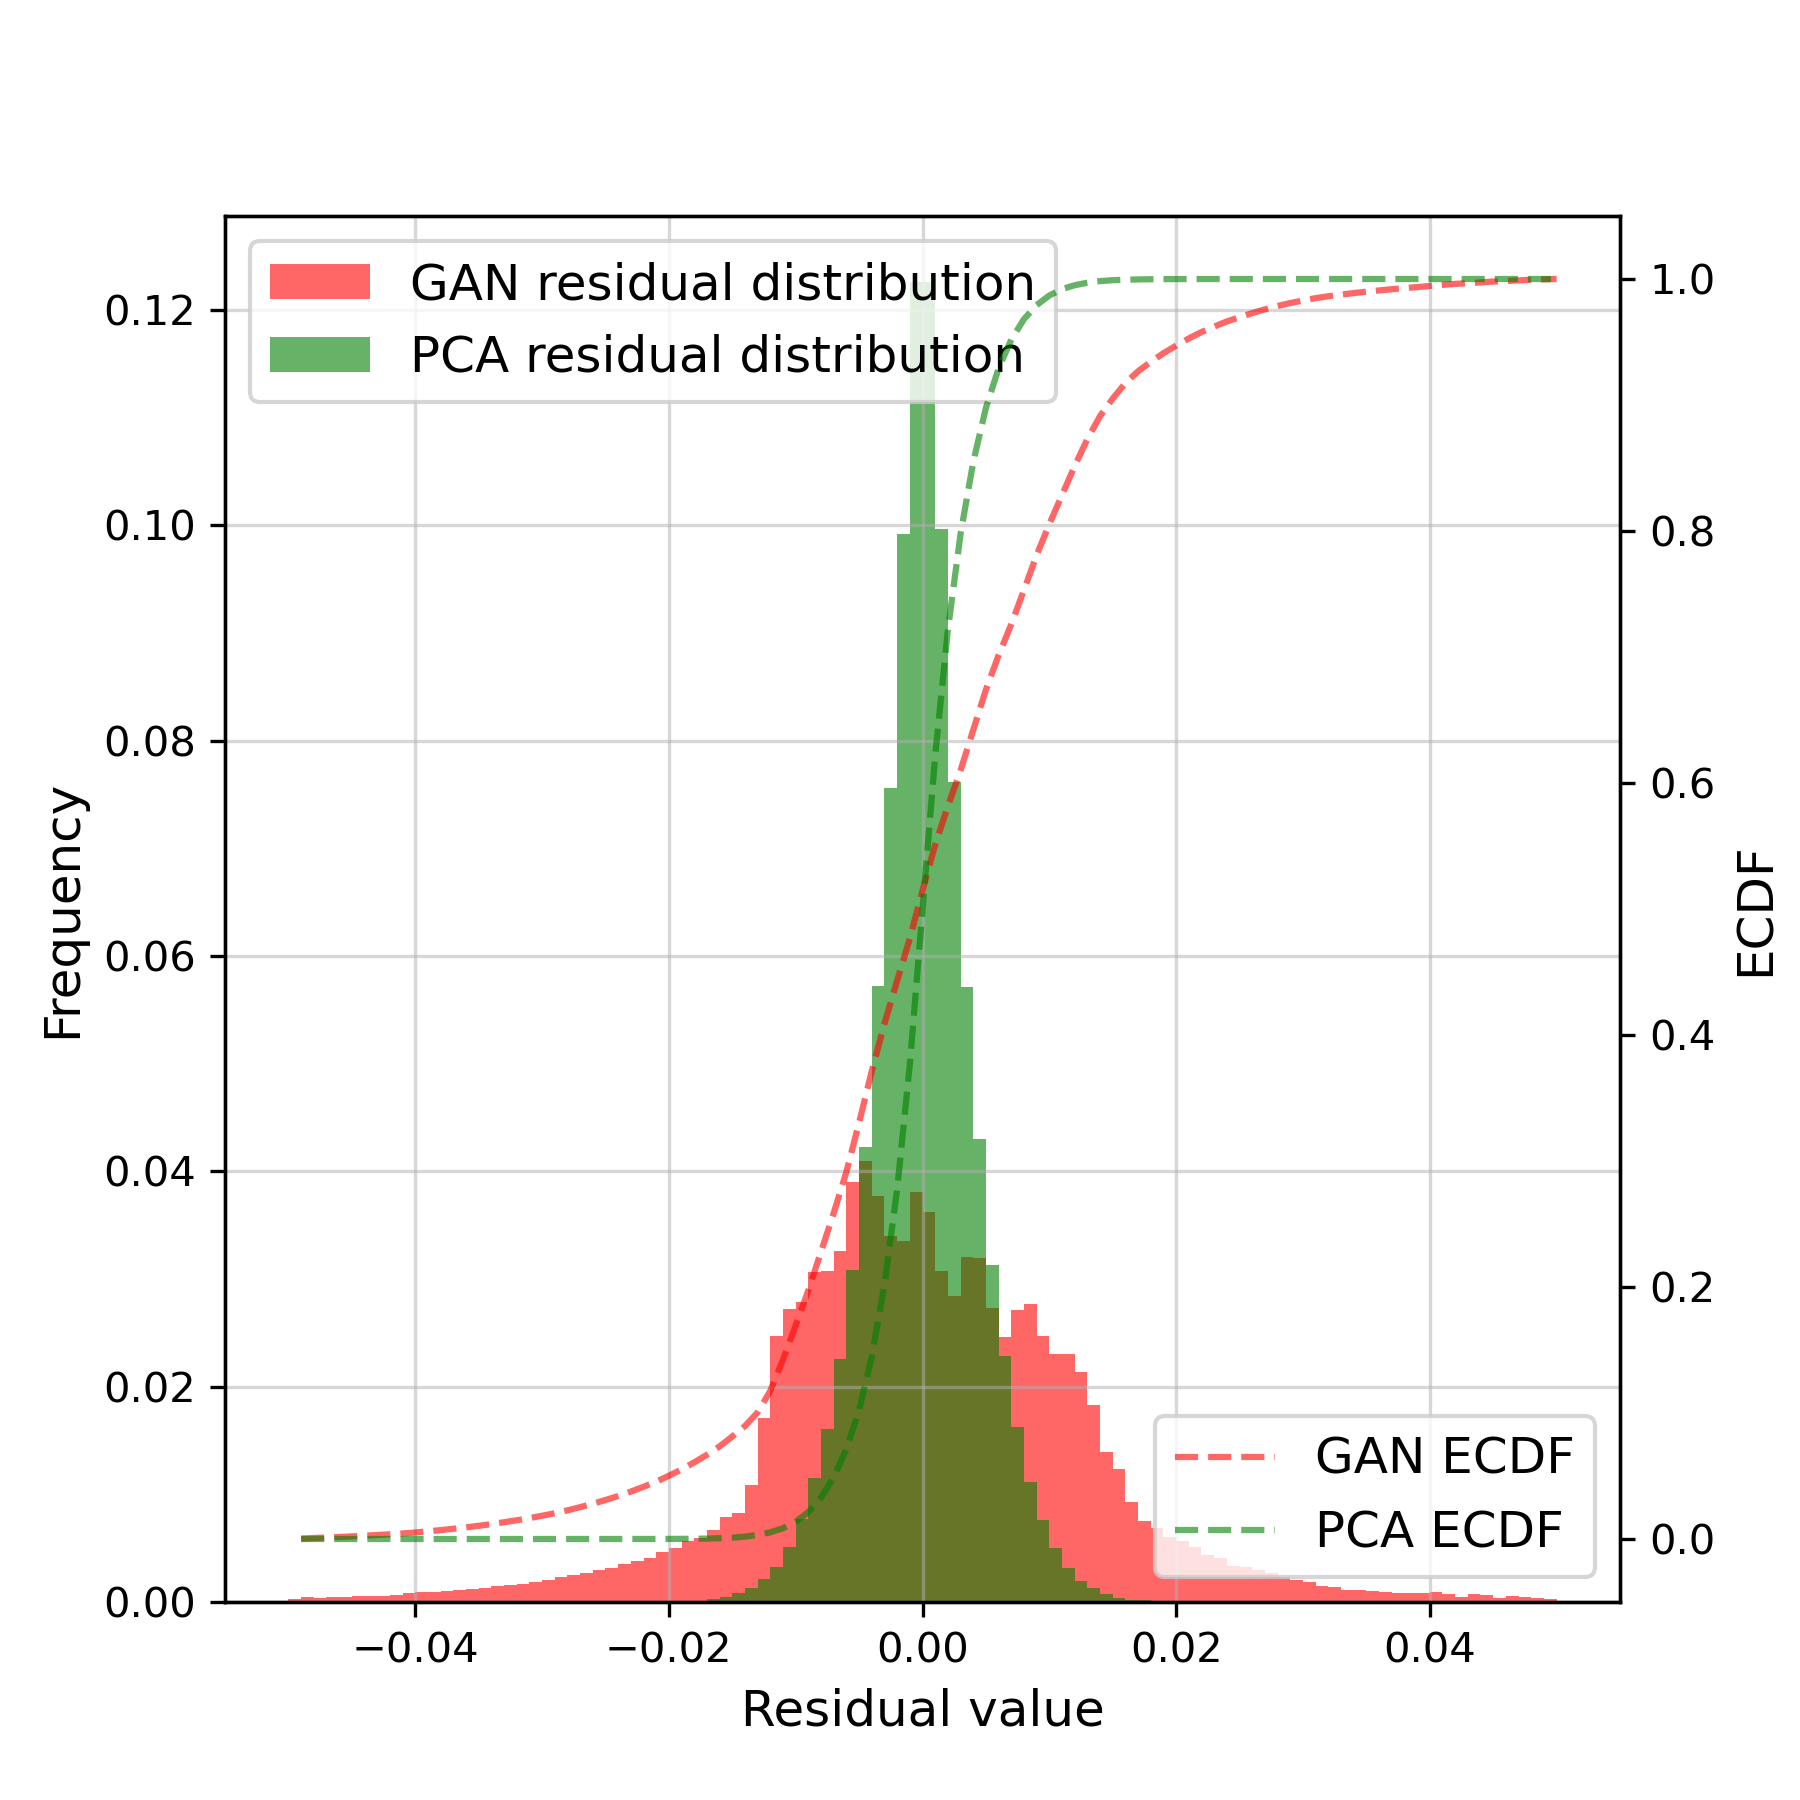 GAN residual distribution
PCA residual distribution
0.12
0.10
0.08
0.06
0.04
0.02
0.00
Frequency
1.0
0.8
0.6
0.4
0.2
0.0
ECDF
GAN ECDF
PCA ECDF
−0.04
−0.02
0.00
0.02
0.04
Residual value